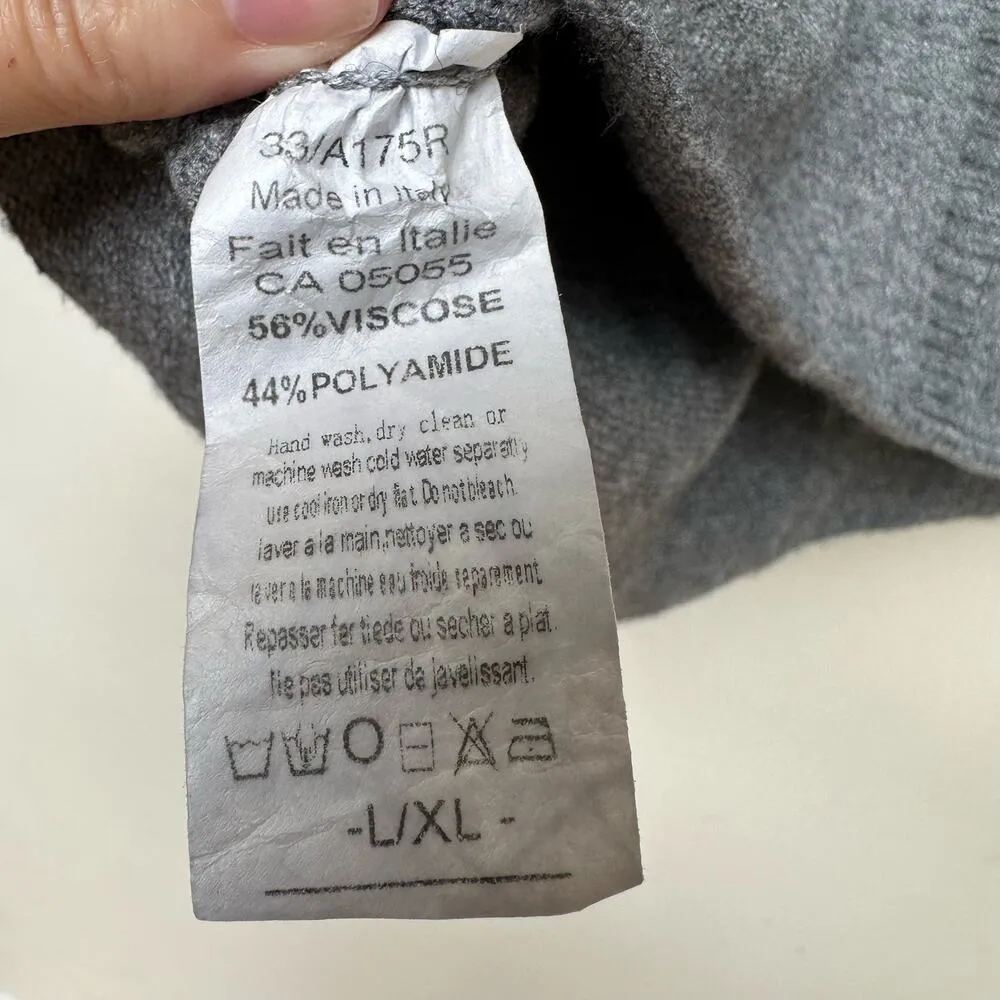 33/A175R
Made in Italy
Fait en Italie
CA 05055
56%VISCOSE
44%POLYAMIDE
Hand wash,dry clean or
machine wash cold water separatly
use cool iron or dry flat. Do not bleach.
laver a la main,nettoyer a sec ou
laver a la machine eau froide separement.
Repasser fer tiede ou secher a plat.
Ne pas utiliser de javelissant.
-L/XL -